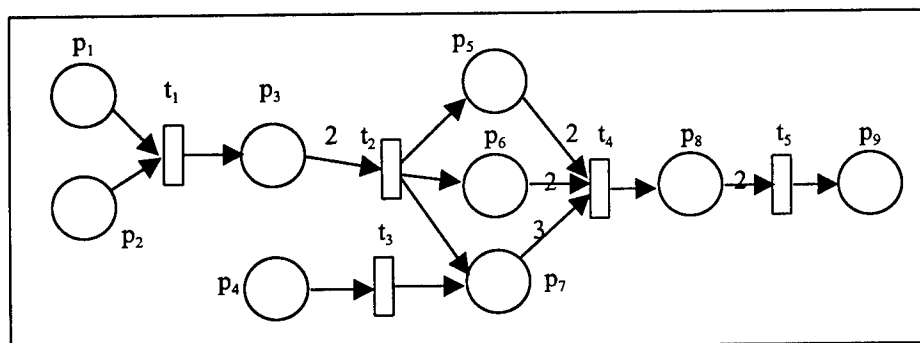 p₁
t₁
p₃
2
t₂
p₅
2
t₄
p₆
2
p₈
2
t₅
p₉
p₂
t₃
3
p₄
p₇